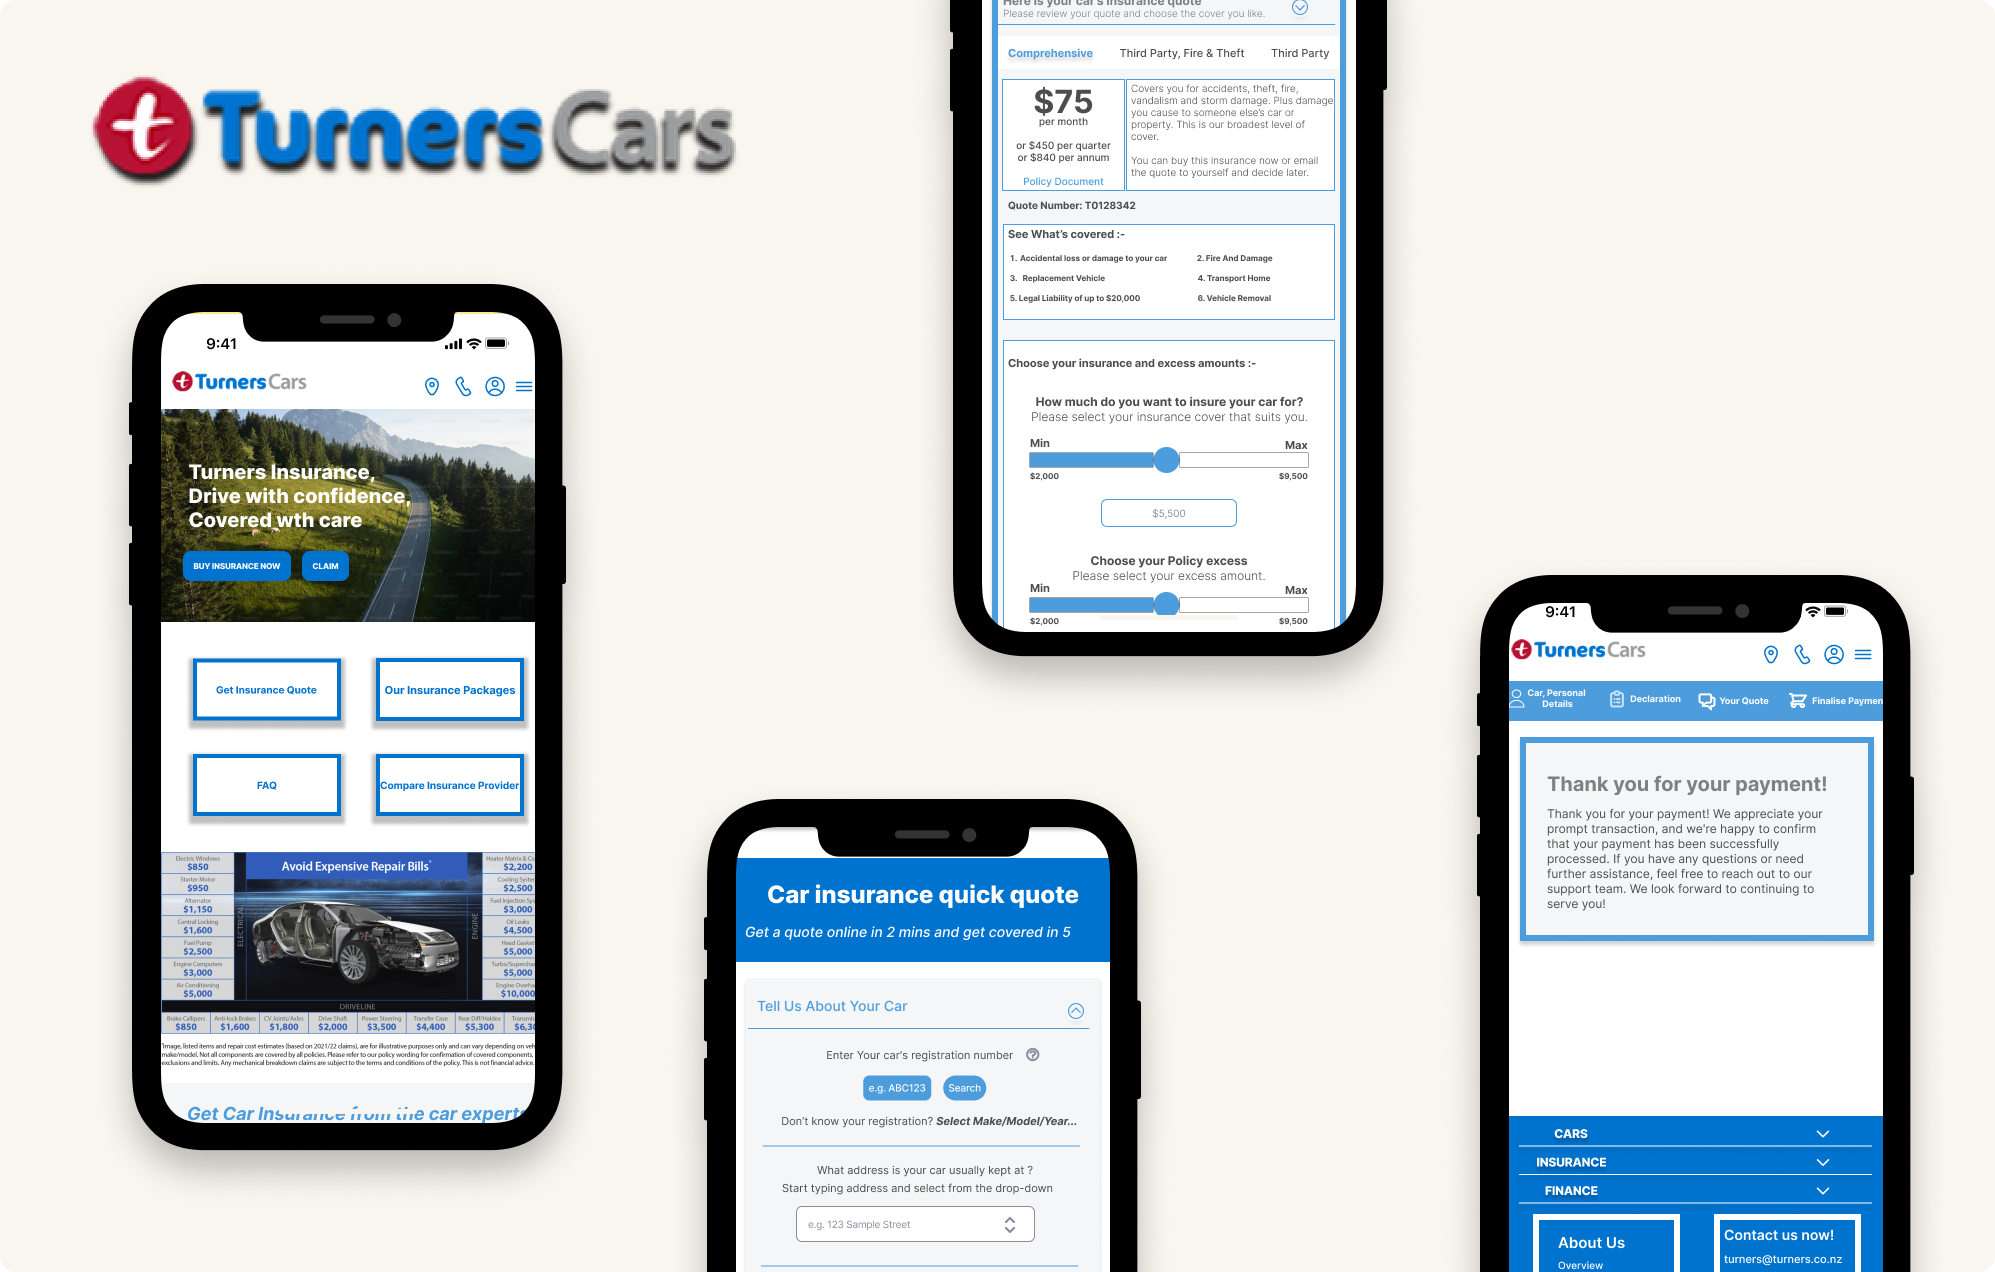 Turners Cars
9:41
Turners Cars
Turners Insurance,
Drive with confidence,
Covered wth care
BUY INSURANCE NOW
CLAIM
Get Insurance Quote
Our Insurance Packages
FAQ
Compare Insurance Provider
Avoid Expensive Repair Bills*
Electric Windows
$850
Starter Motor
$950
Alternator
$1,150
Central Locking
$1,600
Fuel Pump
$2,500
Engine Computers
$3,000
Air Conditioning
$5,000
ELECTRICAL
ENGINE
Heater Matrix & Co
$2,200
Cooling System
$2,500
Fuel Injection Sys
$3,000
Oil Leaks
$4,500
Head Gasket
$5,000
Turbo/Supercha
$5,000
Engine Overha
$10,000
DRIVELINE
Brake Callipers
$850
Anti-lock Brakes
$1,600
CV Joints/Axles
$1,800
Drive Shaft
$2,000
Power Steering
$3,500
Transfer Case
$4,400
Rear Diff/Haldex
$5,300
Transmis
$6,30
*Image, listed items and repair cost estimates (based on 2021/22 claims), are for illustrative purposes only and can vary depending on veh
make/model. Not all components are covered by all policies. Please refer to our policy wording for confirmation of covered components,
exclusions and limits. Any mechanical breakdown claims are subject to the terms and conditions of the policy. This is not financial advice.
Get Car Insurance from the car experts
Here is your car's insurance quote
Please review your quote and choose the cover you like.
Comprehensive
Third Party, Fire & Theft
Third Party
$75
per month
or $450 per quarter
or $840 per annum
Policy Document
Covers you for accidents, theft, fire,
vandalism and storm damage. Plus damage
you cause to someone else's car or
property. This is our broadest level of
cover.
You can buy this insurance now or email
the quote to yourself and decide later.
Quote Number: T0128342
See What's covered :-
1. Accidental loss or damage to your car
2. Fire And Damage
3. Replacement Vehicle
4. Transport Home
5. Legal Liability of up to $20,000
6. Vehicle Removal
Choose your insurance and excess amounts :-
How much do you want to insure your car for?
Please select your insurance cover that suits you.
Min
Max
$2,000
$9,500
$5,500
Choose your Policy excess
Please select your excess amount.
Min
Max
$2,000
$9,500
Car insurance quick quote
Get a quote online in 2 mins and get covered in 5
Tell Us About Your Car
Enter Your car's registration number
e.g. ABC123
Search
Don't know your registration? Select Make/Model/Year...
What address is your car usually kept at ?
Start typing address and select from the drop-down
e.g. 123 Sample Street
9:41
Turners Cars
Car, Personal
Details
Declaration
Your Quote
Finalise Paymen
Thank you for your payment!
Thank you for your payment! We appreciate your
prompt transaction, and we're happy to confirm
that your payment has been successfully
processed. If you have any questions or need
further assistance, feel free to reach out to our
support team. We look forward to continuing to
serve you!
CARS
INSURANCE
FINANCE
About Us
Overview
Contact us now!
turners@turners.co.nz